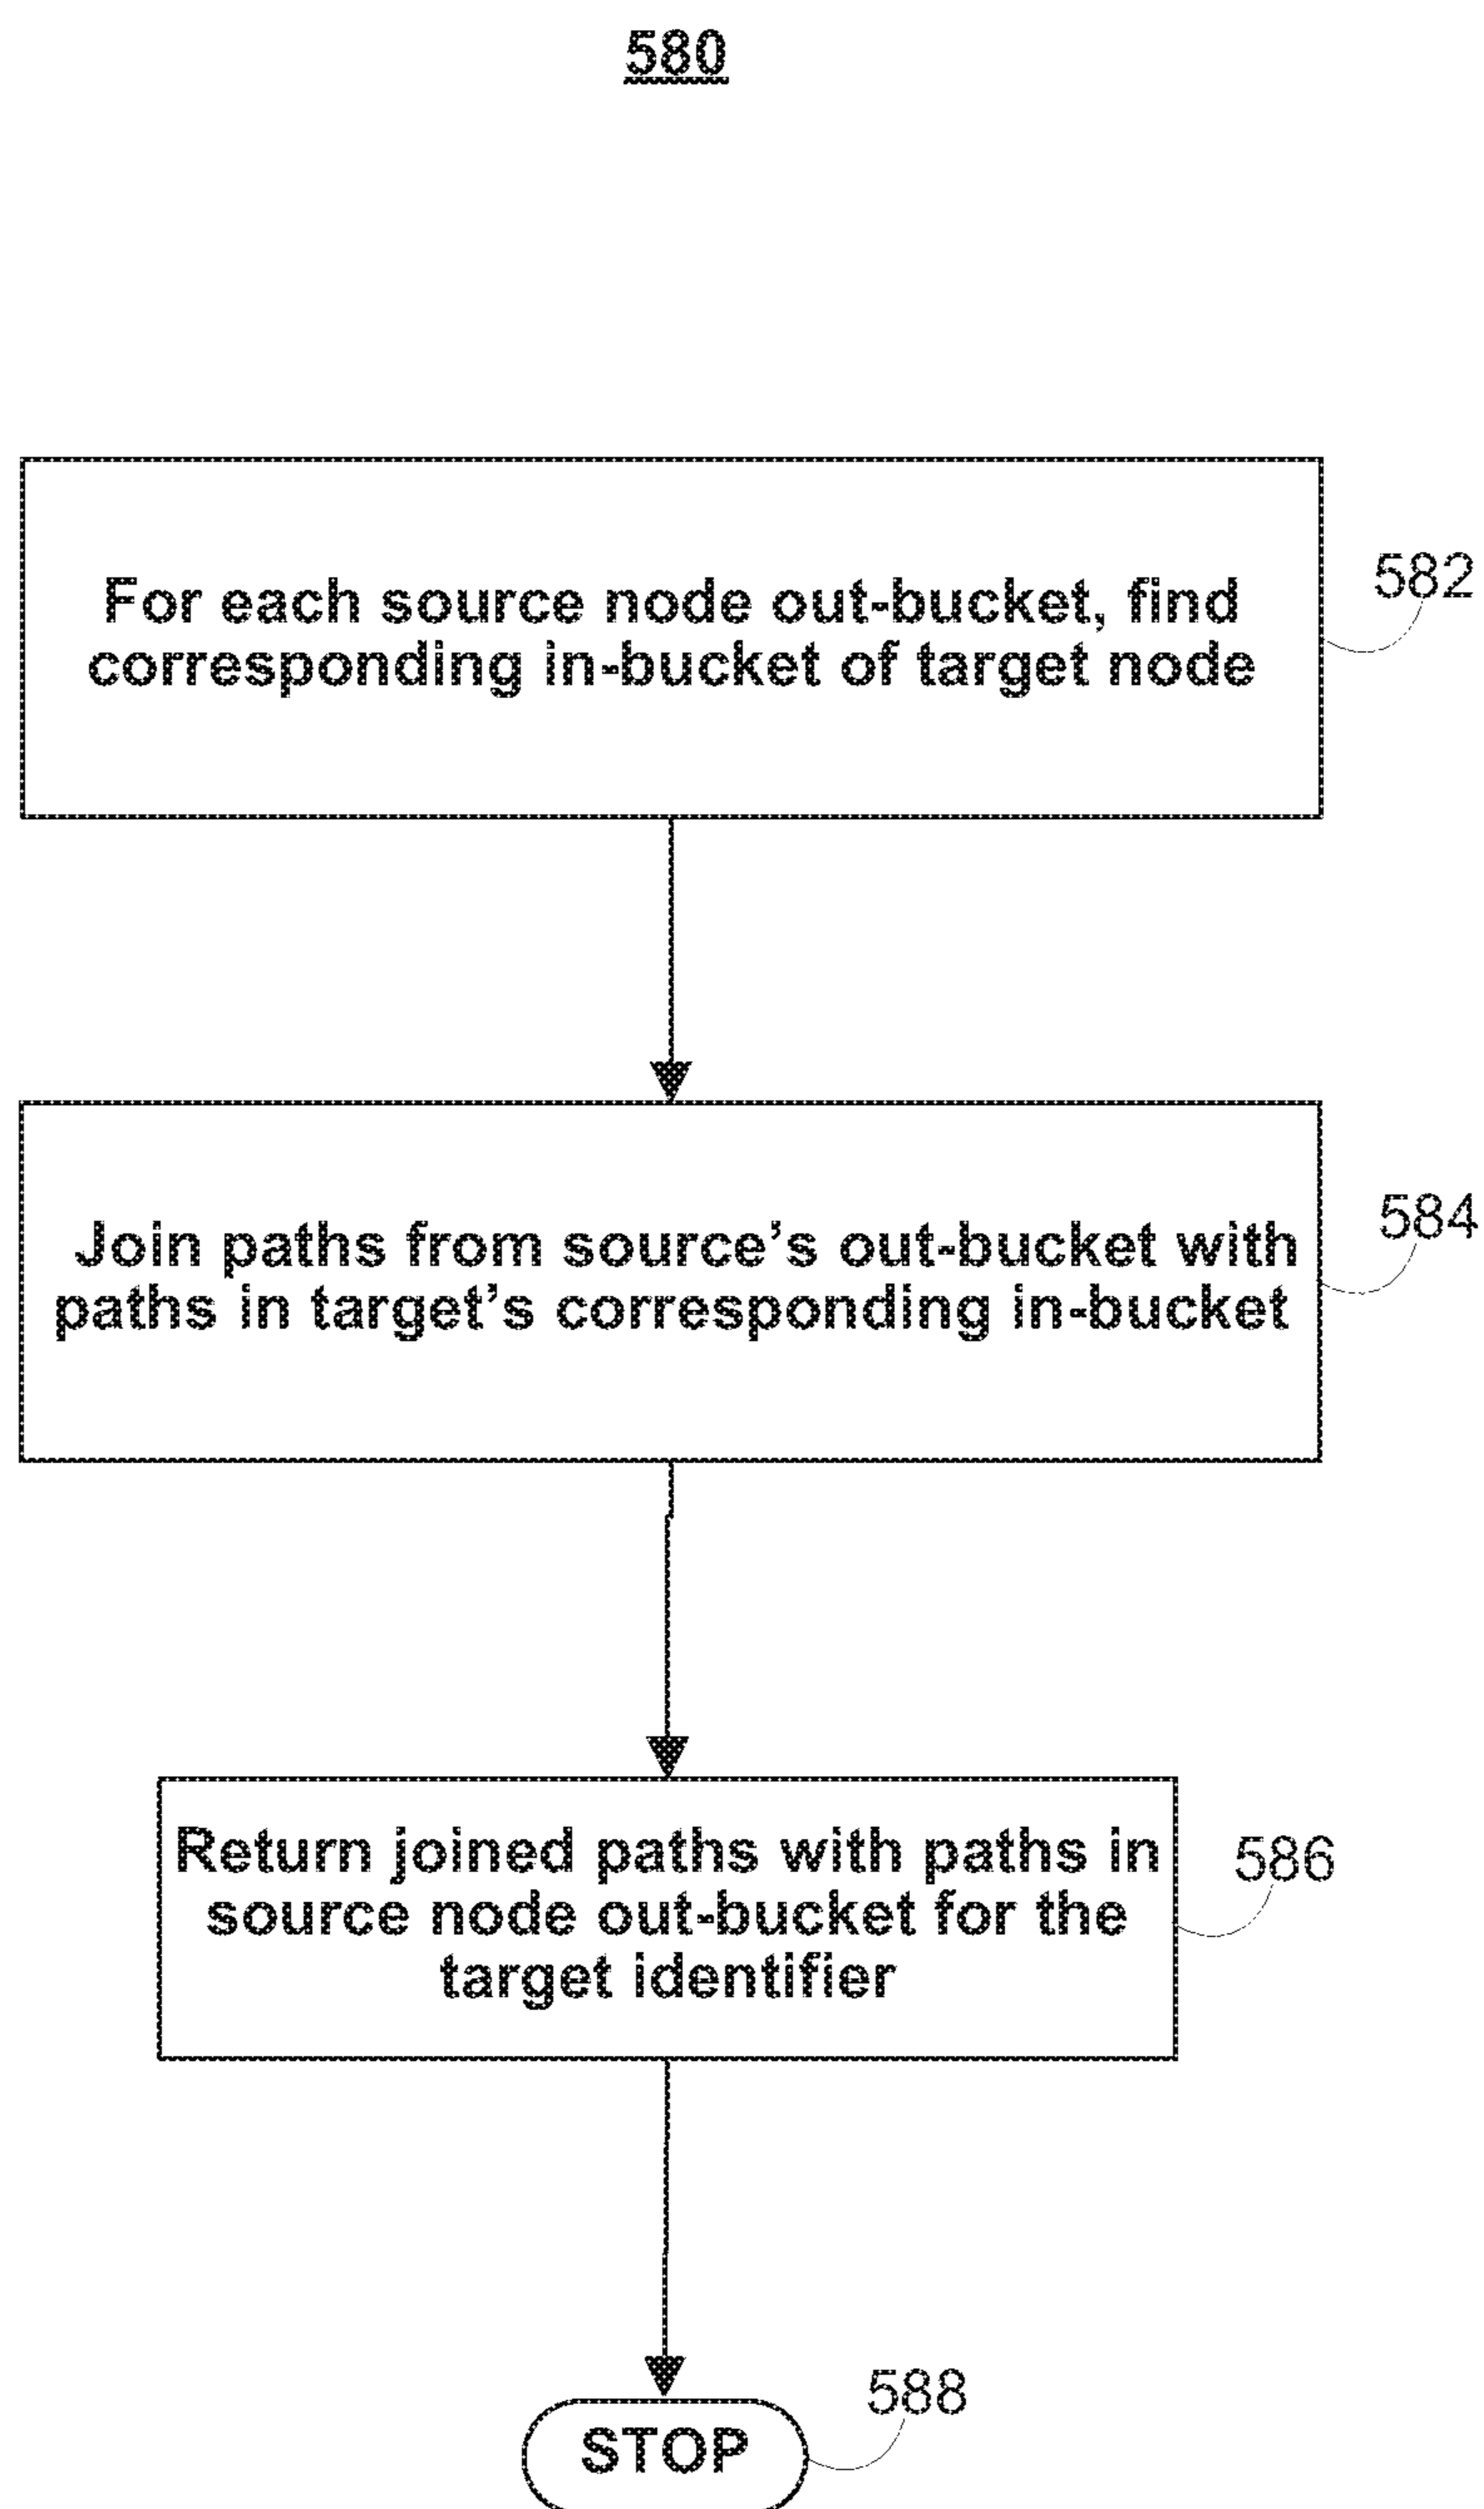 580
For each source node out-bucket, find
corresponding in-bucket of target node
582
Join paths from source's out-bucket with
paths in target's corresponding in-bucket
584
Return joined paths with paths in
source node out-bucket for the
target identifier
586
STOP
588